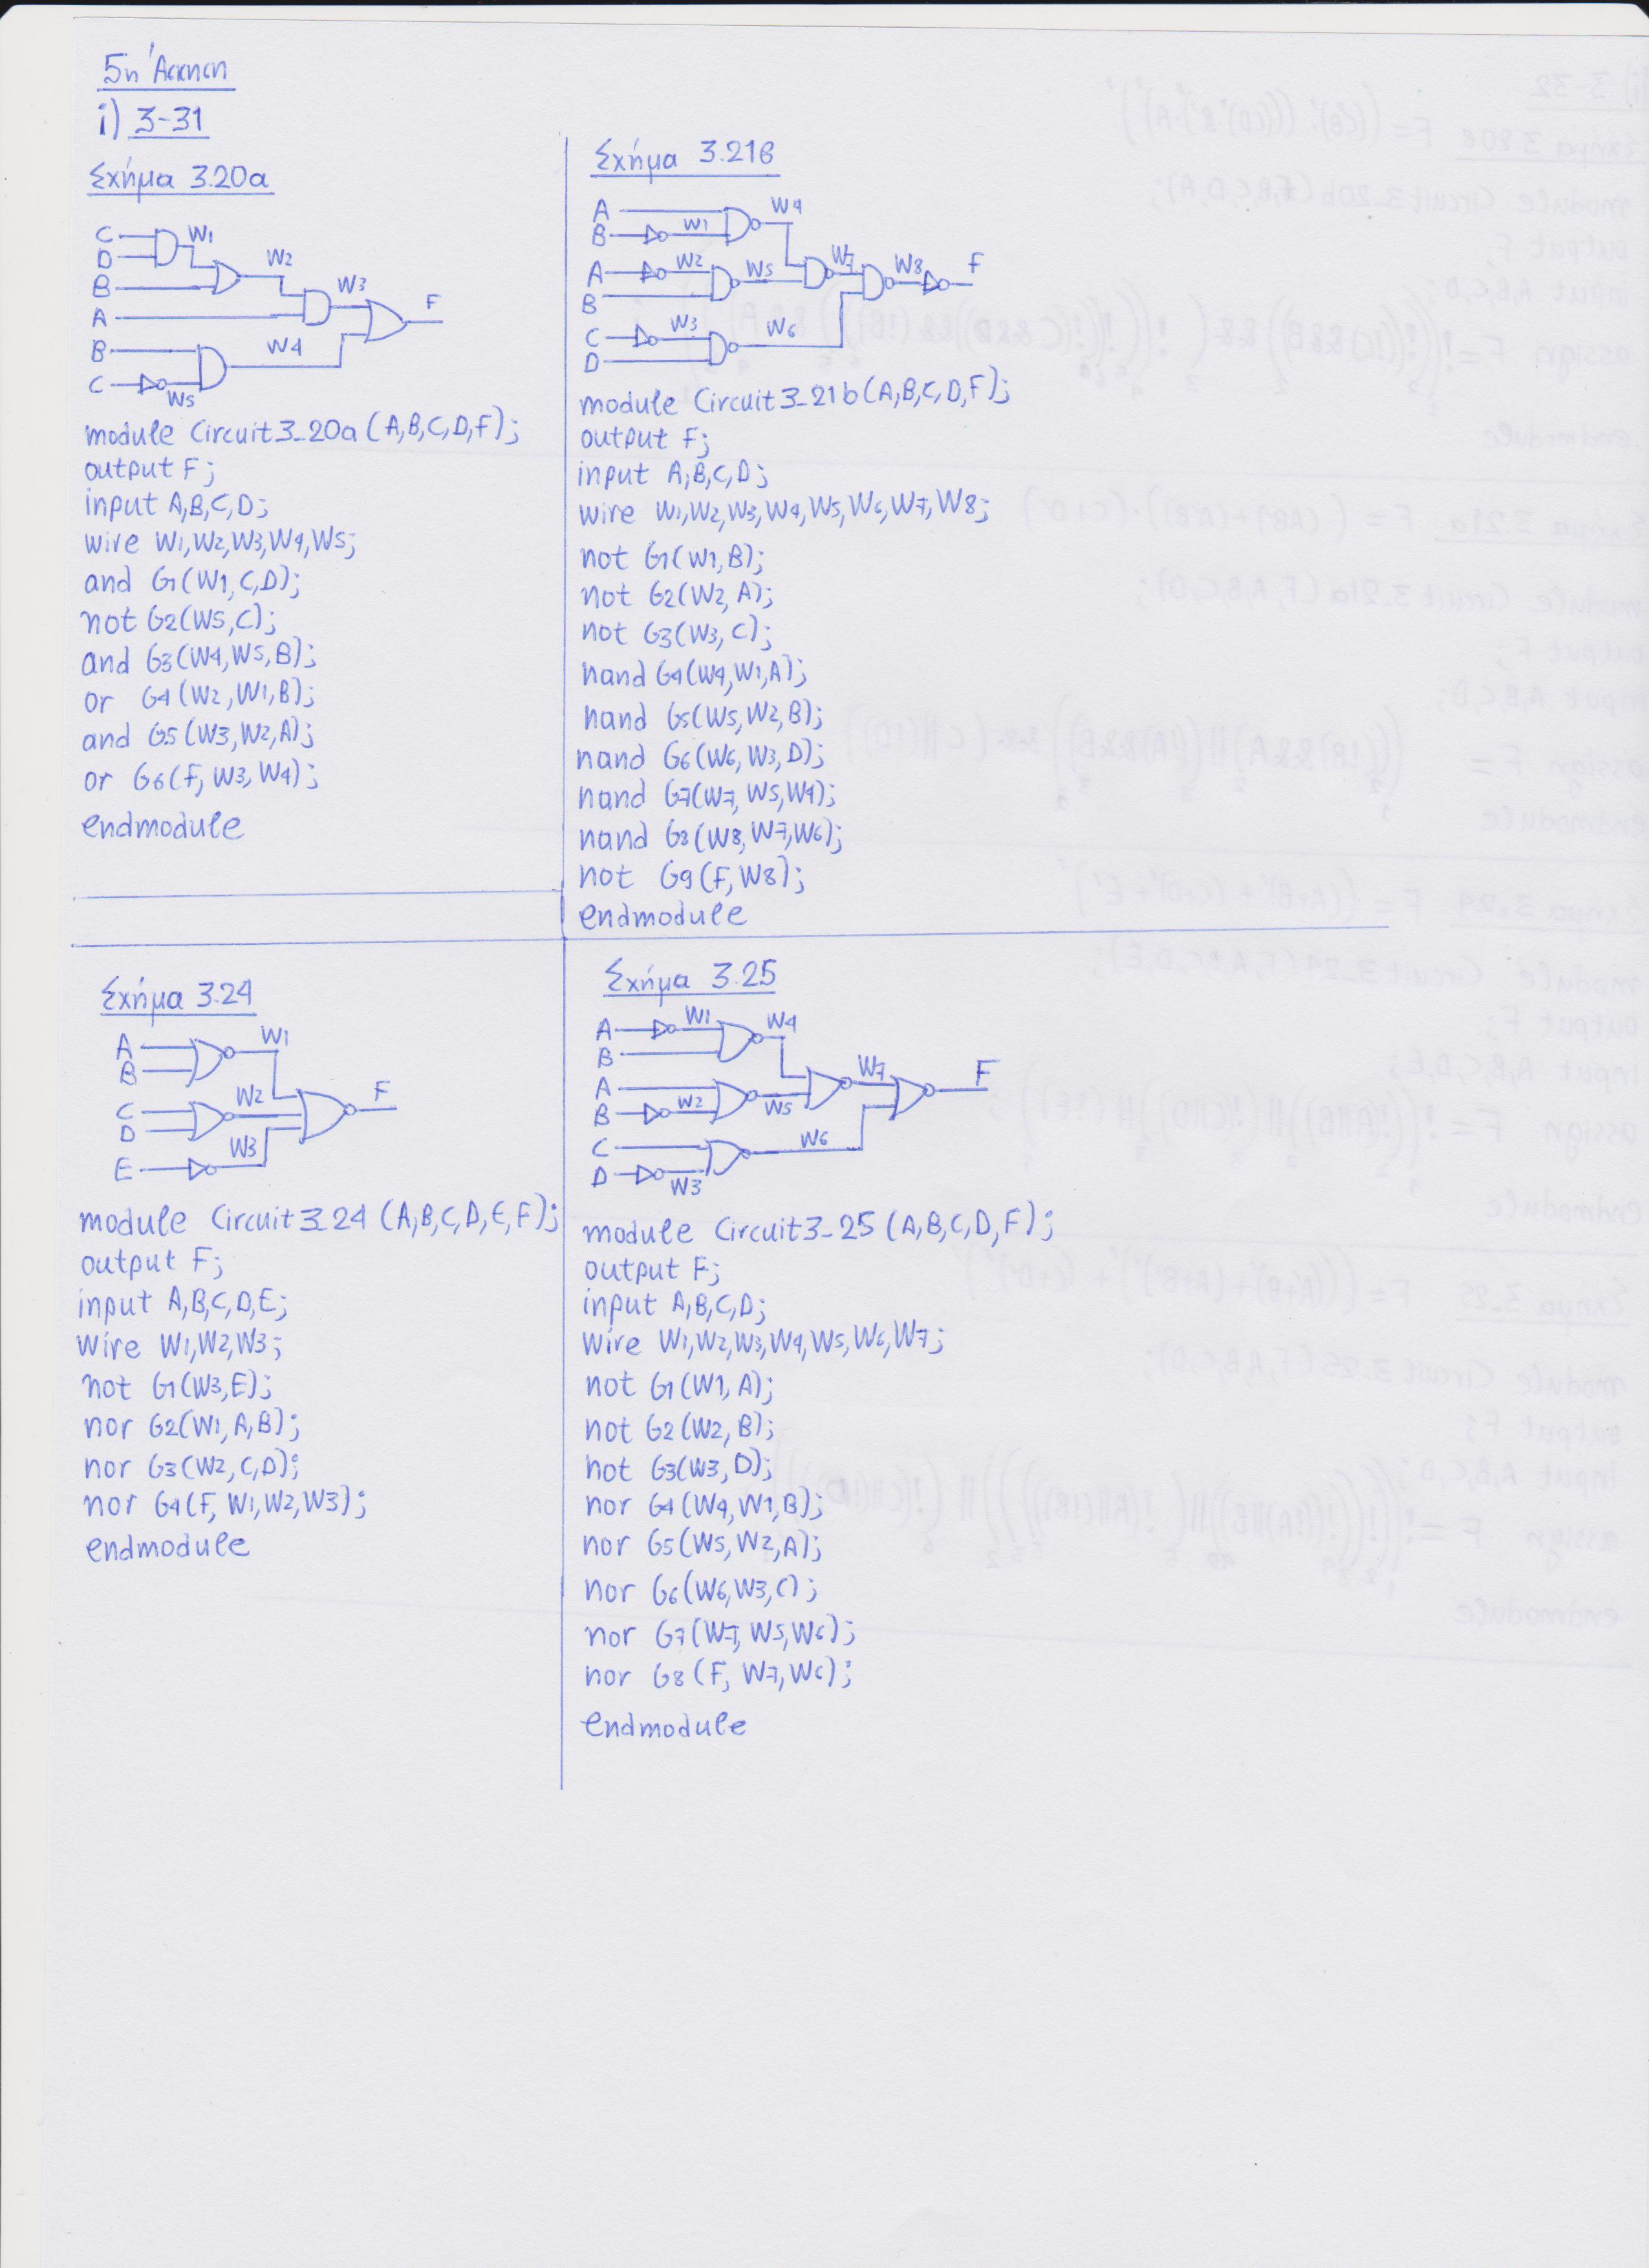 5η Άσκηση
i) 3-31
Σχήμα 3.20a
C W1
D W2
B W3
A F
B W4
C W5
module Circuit3_20a (A,B,C,D,F);
output F;
input A,B,C,D;
wire W1,W2,W3,W4,W5;
and G1(W1,C,D);
not G2(W5,C);
and G3(W4,W5,B);
or G4(W2,W1,B);
and G5(W3,W2,A);
or G6(F,W3,W4);
endmodule
Σχήμα 3.21β
A W4
B W1
A W2 W5 W7 W8 F
B
C W3 W6
D
module Circuit3_21b(A,B,C,D,F);
output F;
input A,B,C,D;
wire W1,W2,W3,W4,W5,W6,W7,W8;
not G1(W1,B);
not G2(W2,A);
not G3(W3,C);
nand G4(W4,W1,A);
nand G5(W5,W2,B);
nand G6(W6,W3,D);
nand G7(W7,W5,W4);
nand G8(W8,W7,W6);
not G9(F,W8);
endmodule
Σχήμα 3.24
A W1
B
C W2 F
D
E W3
module Circuit3_24 (A,B,C,D,E,F);
output F;
input A,B,C,D,E;
wire W1,W2,W3;
not G1(W3,E);
nor G2(W1,A,B);
nor G3(W2,C,D);
nor G4(F,W1,W2,W3);
endmodule
Σχήμα 3.25
A W1 W4
B
A W7 F
B W2 W5
C W6
D W3
module Circuit3_25 (A,B,C,D,F);
output F;
input A,B,C,D;
wire W1,W2,W3,W4,W5,W6,W7;
not G1(W1,A);
not G2(W2,B);
not G3(W3,D);
nor G4(W4,W1,B);
nor G5(W5,W2,A);
nor G6(W6,W3,C);
nor G7(W7,W5,W6);
nor G8(F,W7,W6);
endmodule